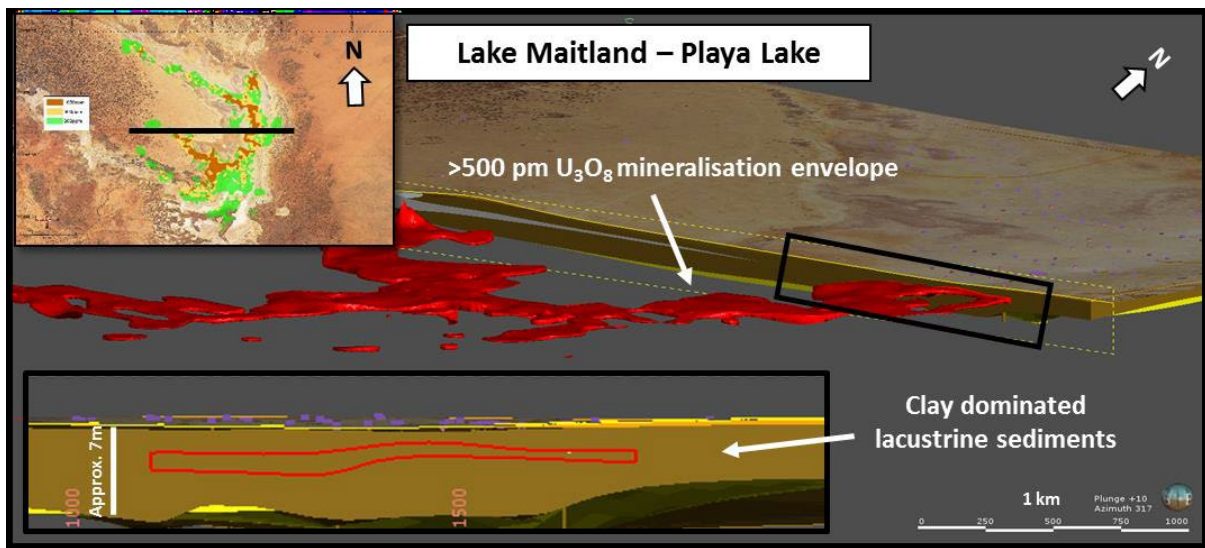 Lake Maitland – Playa Lake
N
N
>500 pm U₃O₈ mineralisation envelope
Clay dominated
lacustrine sediments
Approx. 7m
1000
1500
1 km
Plunge +10
Azimuth 317
0 250 500 750 1000